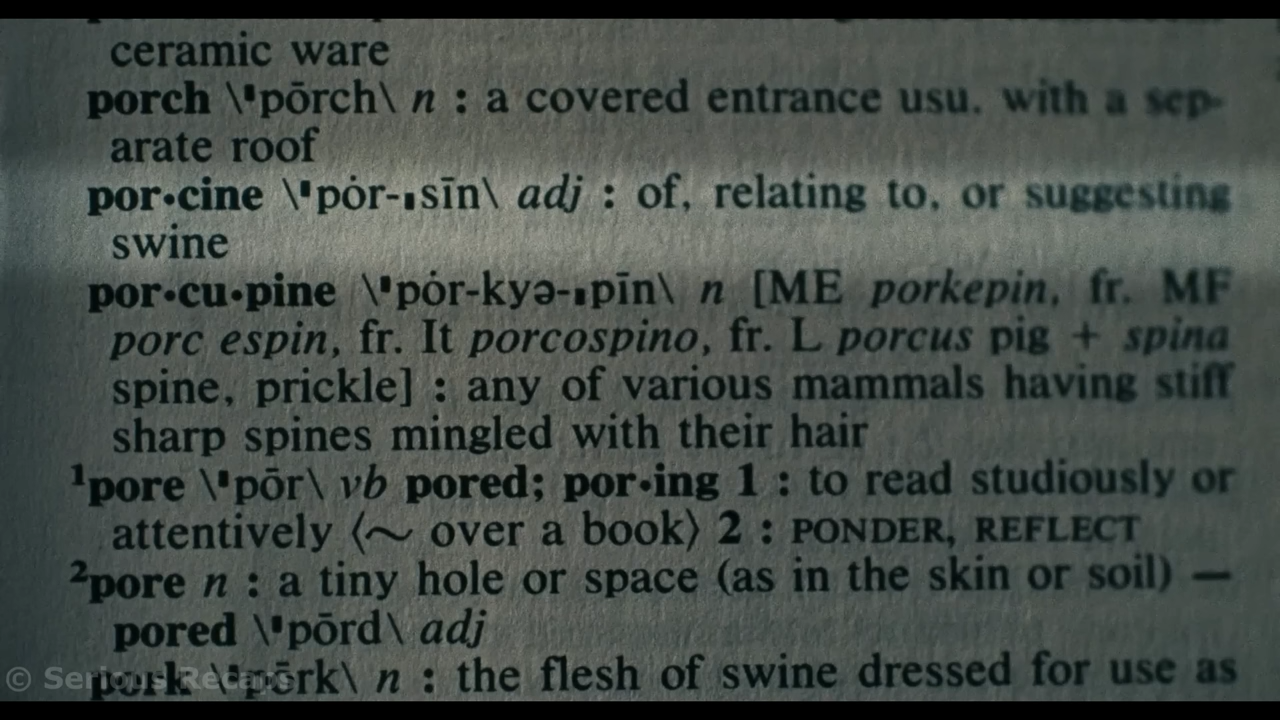 ceramic ware
porch \ˈpōrch\ n : a covered entrance usu. with a sep-
arate roof
por·cine \ˈpȯr-ˌsīn\ adj : of, relating to, or suggesting
swine
por·cu·pine \ˈpȯr-kyə-ˌpīn\ n [ME porkepin, fr. MF
porc espin, fr. It porcospino, fr. L porcus pig + spina
spine, prickle] : any of various mammals having stiff
sharp spines mingled with their hair
¹pore \ˈpōr\ vb pored; por·ing 1 : to read studiously or
attentively ⟨~ over a book⟩ 2 : PONDER, REFLECT
²pore n : a tiny hole or space (as in the skin or soil) —
pored \ˈpōrd\ adj
pork \ˈpōrk\ n : the flesh of swine dressed for use as
© Serious Recaps